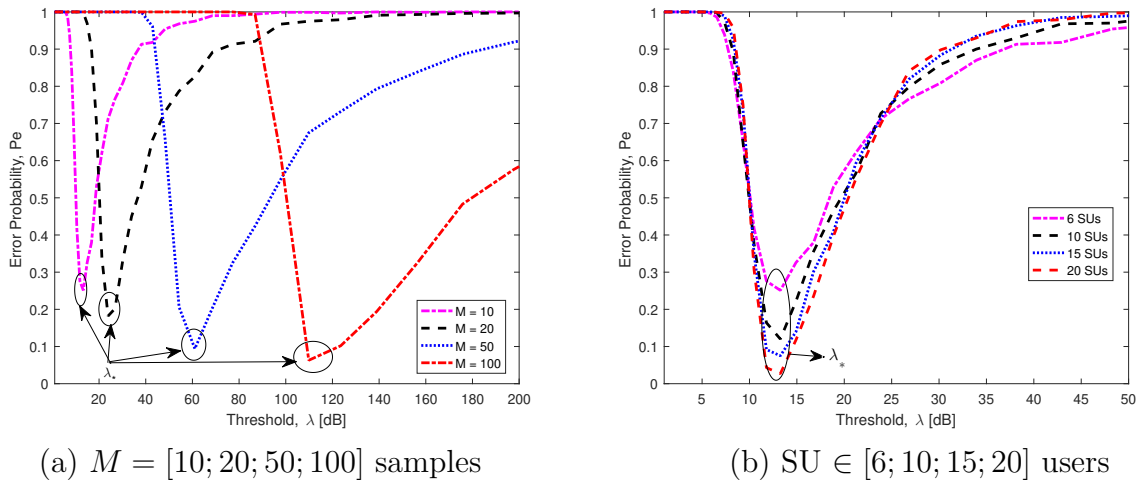 1
0.9
0.8
0.7
0.6
0.5
0.4
0.3
0.2
0.1
0
Error Probability, Pe
20 40 60 80 100 120 140 160 180 200
Threshold, λ [dB]
M = 10
M = 20
M = 50
M = 100
λ*
(a) M = [10; 20; 50; 100] samples
1
0.9
0.8
0.7
0.6
0.5
0.4
0.3
0.2
0.1
0
Error Probability, Pe
5 10 15 20 25 30 35 40 45 50
Threshold, λ [dB]
6 SUs
10 SUs
15 SUs
20 SUs
λ*
(b) SU ∈ [6; 10; 15; 20] users